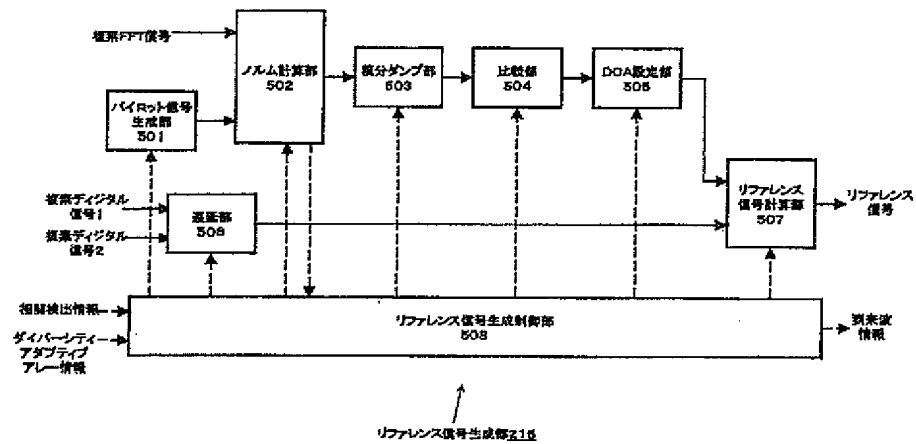 複素FFT信号
ノルム計算部
502
積分ダンプ部
503
比較部
504
DOA設定部
505
パイロット信号
生成部
501
複素ディジタル
信号1
複素ディジタル
信号2
遅延部
506
リファレンス
信号計算部
507
リファレンス
信号
相関検出情報
ダイバーシティー
アダプティブ
アレー情報
リファレンス信号生成制御部
508
到来波
情報
リファレンス信号生成部215